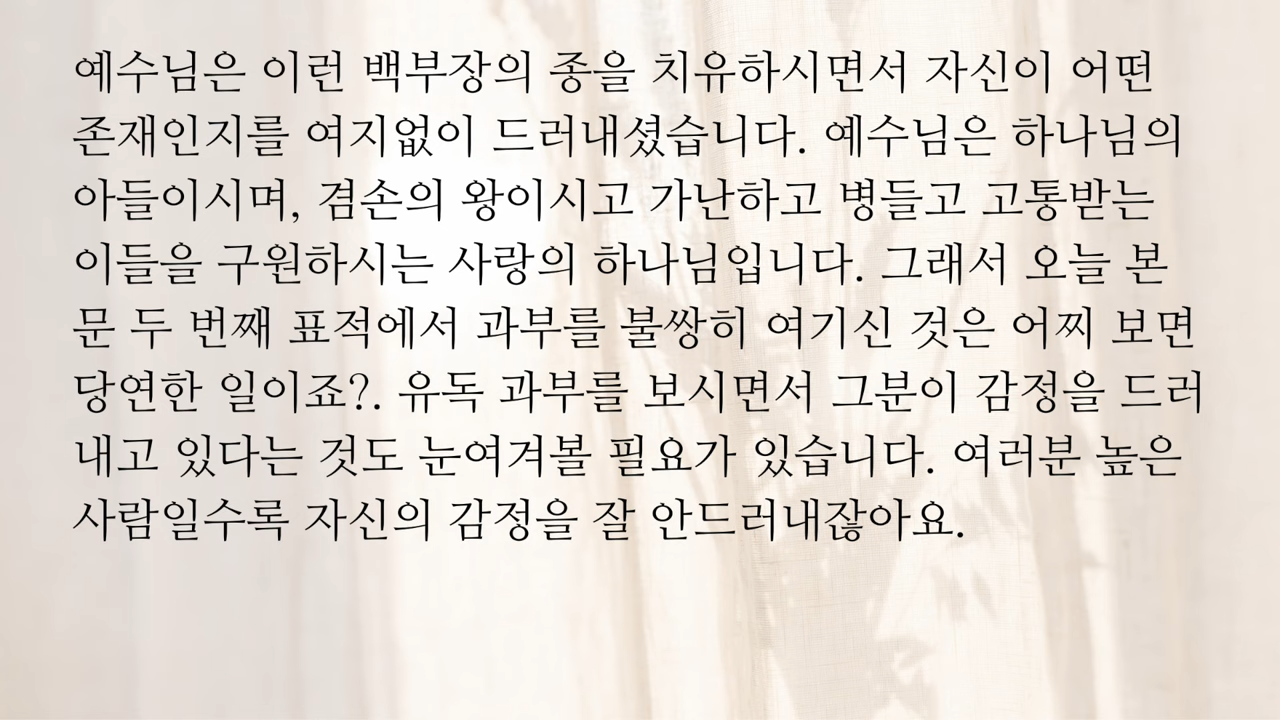 예수님은 이런 백부장의 종을 치유하시면서 자신이 어떤
존재인지를 여지없이 드러내셨습니다. 예수님은 하나님의
아들이시며, 겸손의 왕이시고 가난하고 병들고 고통받는
이들을 구원하시는 사랑의 하나님입니다. 그래서 오늘 본
문 두 번째 표적에서 과부를 불쌍히 여기신 것은 어찌 보면
당연한 일이죠?. 유독 과부를 보시면서 그분이 감정을 드러
내고 있다는 것도 눈여겨볼 필요가 있습니다. 여러분 높은
사람일수록 자신의 감정을 잘 안드러내잖아요.